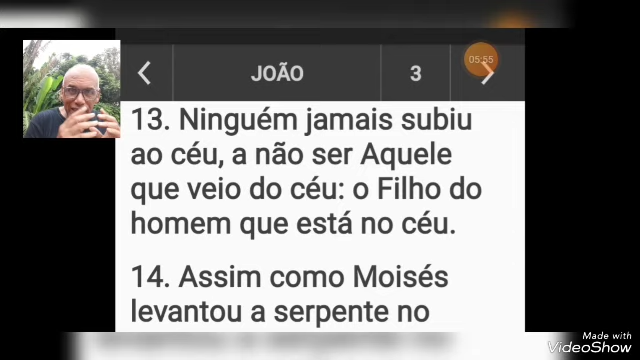 JOÃO 3
05:55
13. Ninguém jamais subiu
ao céu, a não ser Aquele
que veio do céu: o Filho do
homem que está no céu.
14. Assim como Moisés
levantou a serpente no
Made with
VideoShow